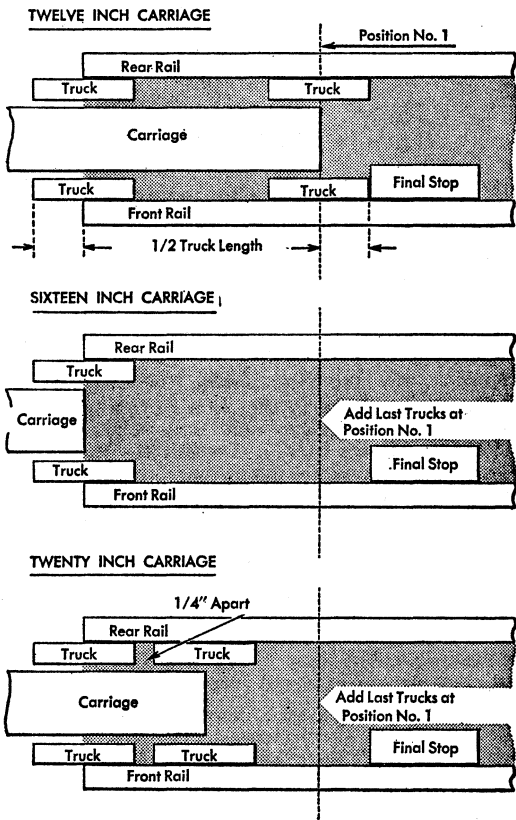 TWELVE INCH CARRIAGE
Position No. 1
Rear Rail
Truck Truck
Carriage
Truck Truck Final Stop
Front Rail
1/2 Truck Length
SIXTEEN INCH CARRIAGE
Rear Rail
Truck
Carriage
Add Last Trucks at
Position No. 1
Truck
Final Stop
Front Rail
TWENTY INCH CARRIAGE
1/4" Apart
Rear Rail
Truck Truck
Carriage
Add Last Trucks at
Position No. 1
Truck Truck Final Stop
Front Rail